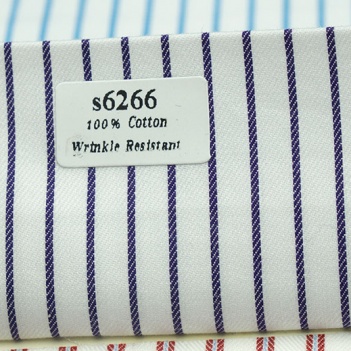 s6266
100% Cotton
Wrinkle Resistant